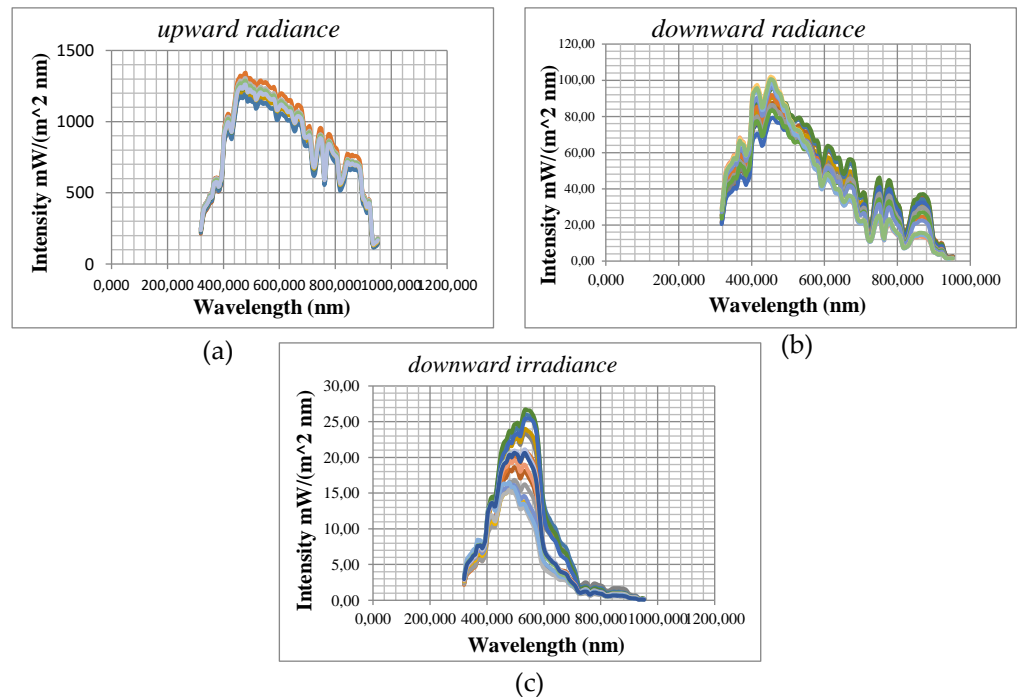 upward radiance
Intensity mW/(m^2 nm)
1500
1000
500
0
0,000 200,000 400,000 600,000 800,000 1000,000 1200,000
Wavelength (nm)
(a)
downward radiance
Intensity mW/(m^2 nm)
120,00
100,00
80,00
60,00
40,00
20,00
0,00
0,000 200,000 400,000 600,000 800,000 1000,000
Wavelength (nm)
(b)
downward irradiance
Intensity mW/(m^2 nm)
30,00
25,00
20,00
15,00
10,00
5,00
0,00
0,000 200,000 400,000 600,000 800,000 1000,000 1200,000
Wavelength (nm)
(c)